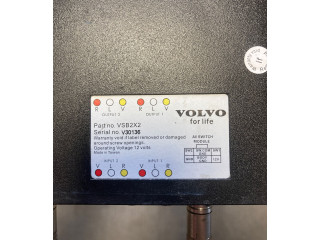 R L V R L V
OUTPUT 2 OUTPUT 1
VOLVO
for life
Part no. VSB2X2
Serial no. V30130
Warranty void if label removed or damaged
around screw openings.
Operating Voltage 12 volts
Made in Taiwan
AV SWITCH
MODULE
INPUT 2 INPUT 1
V L R V L R